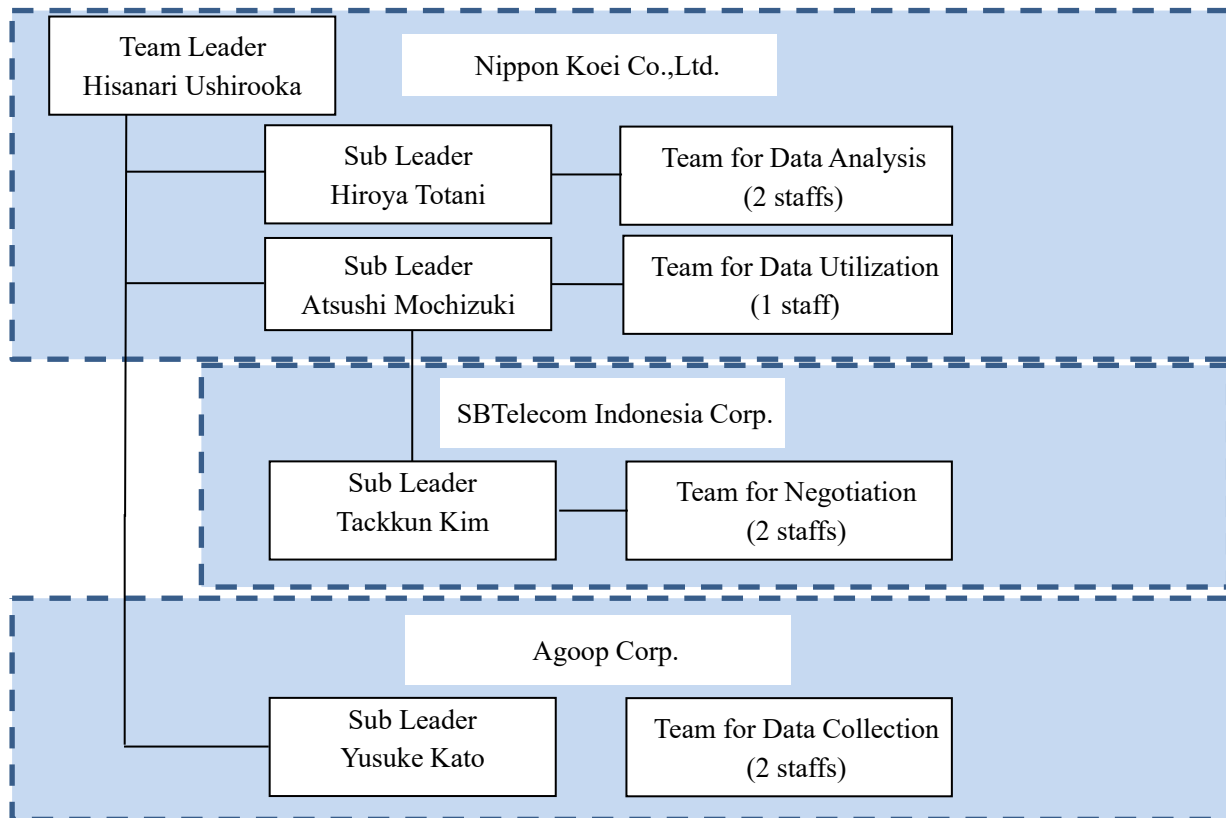 Team Leader
Hisanari Ushirooka
Nippon Koei Co.,Ltd.
Sub Leader
Hiroya Totani
Team for Data Analysis
(2 staffs)
Sub Leader
Atsushi Mochizuki
Team for Data Utilization
(1 staff)
SBTelecom Indonesia Corp.
Sub Leader
Tackkun Kim
Team for Negotiation
(2 staffs)
Agoop Corp.
Sub Leader
Yusuke Kato
Team for Data Collection
(2 staffs)